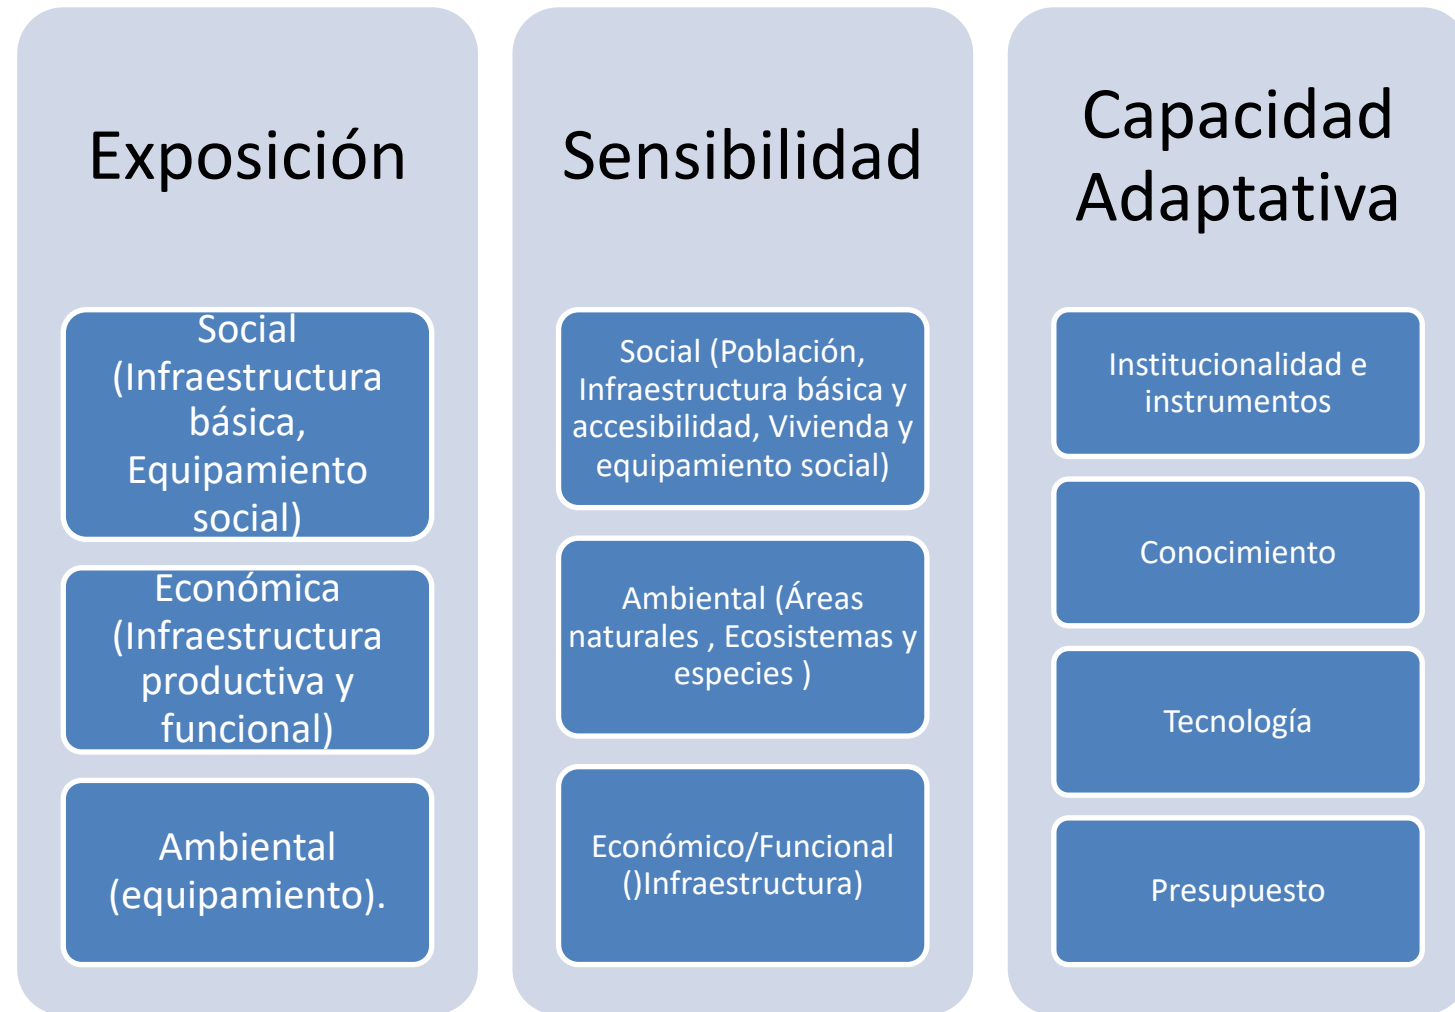 Exposición
Social
(Infraestructura
básica,
Equipamiento
social)
Económica
(Infraestructura
productiva y
funcional)
Ambiental
(equipamiento).
Sensibilidad
Social (Población,
Infraestructura básica y
accesibilidad, Vivienda y
equipamiento social)
Ambiental (Áreas
naturales , Ecosistemas y
especies )
Económico/Funcional
()Infraestructura)
Capacidad
Adaptativa
Institucionalidad e
instrumentos
Conocimiento
Tecnología
Presupuesto